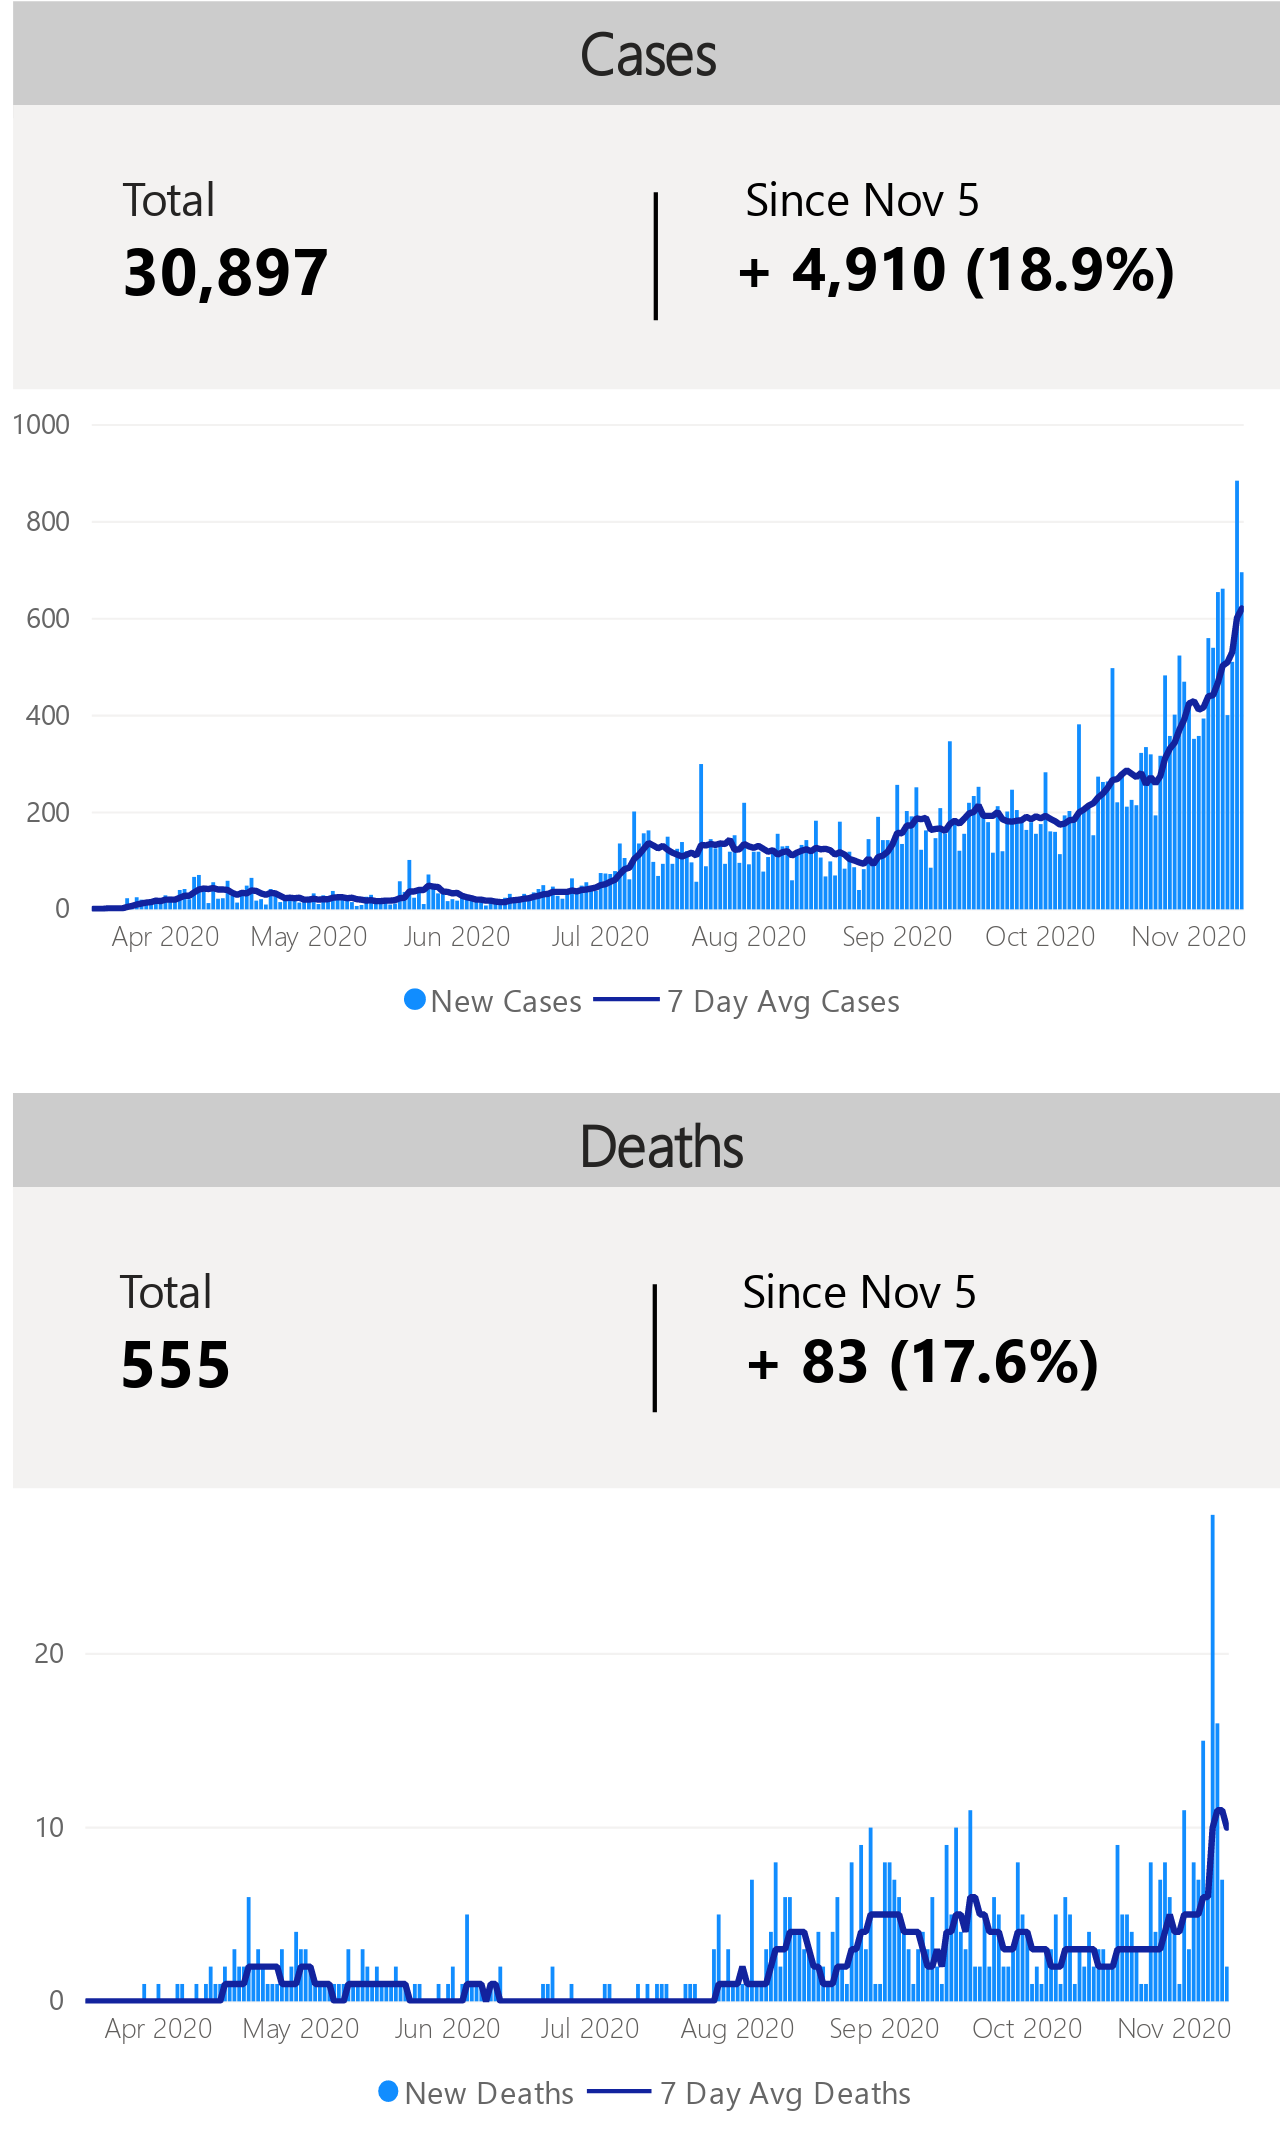 Cases
Total
Since Nov 5
30,897
+ 4,910 (18.9%)
1000
800
600
400
200
0
Apr 2020 May 2020 Jun 2020 Jul 2020 Aug 2020 Sep 2020 Oct 2020 Nov 2020
New Cases 7 Day Avg Cases
Deaths
Total
Since Nov 5
555
+ 83 (17.6%)
20
10
0
Apr 2020 May 2020 Jun 2020 Jul 2020 Aug 2020 Sep 2020 Oct 2020 Nov 2020
New Deaths 7 Day Avg Deaths